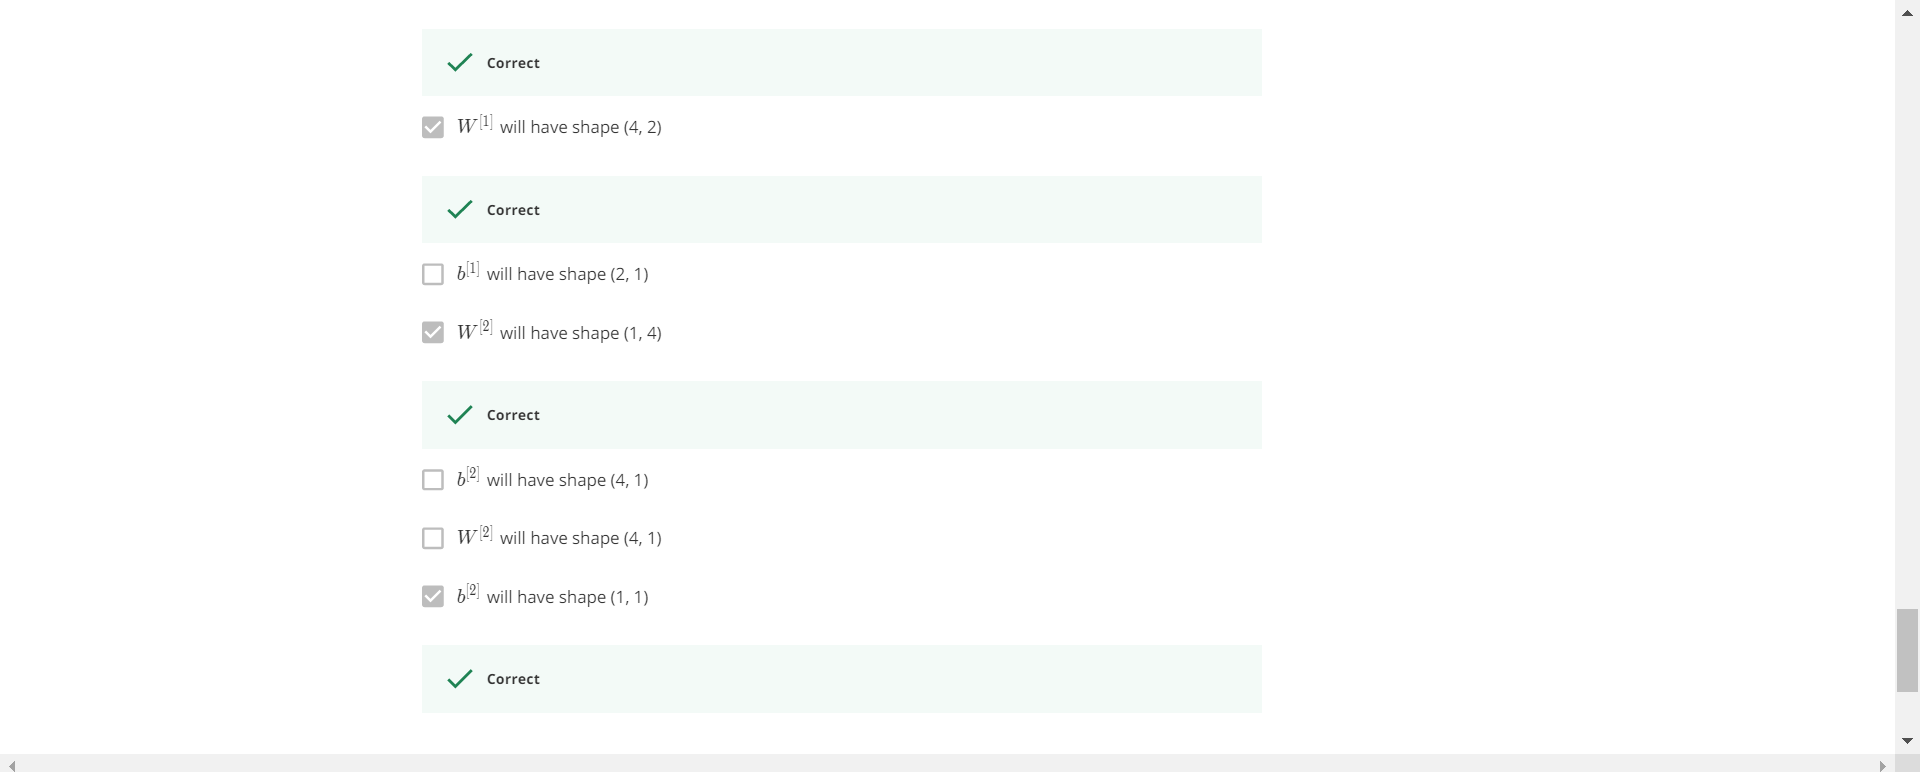 Correct
W^[1] will have shape (4, 2)
Correct
b^[1] will have shape (2, 1)
W^[2] will have shape (1, 4)
Correct
b^[2] will have shape (4, 1)
W^[2] will have shape (4, 1)
b^[2] will have shape (1, 1)
Correct